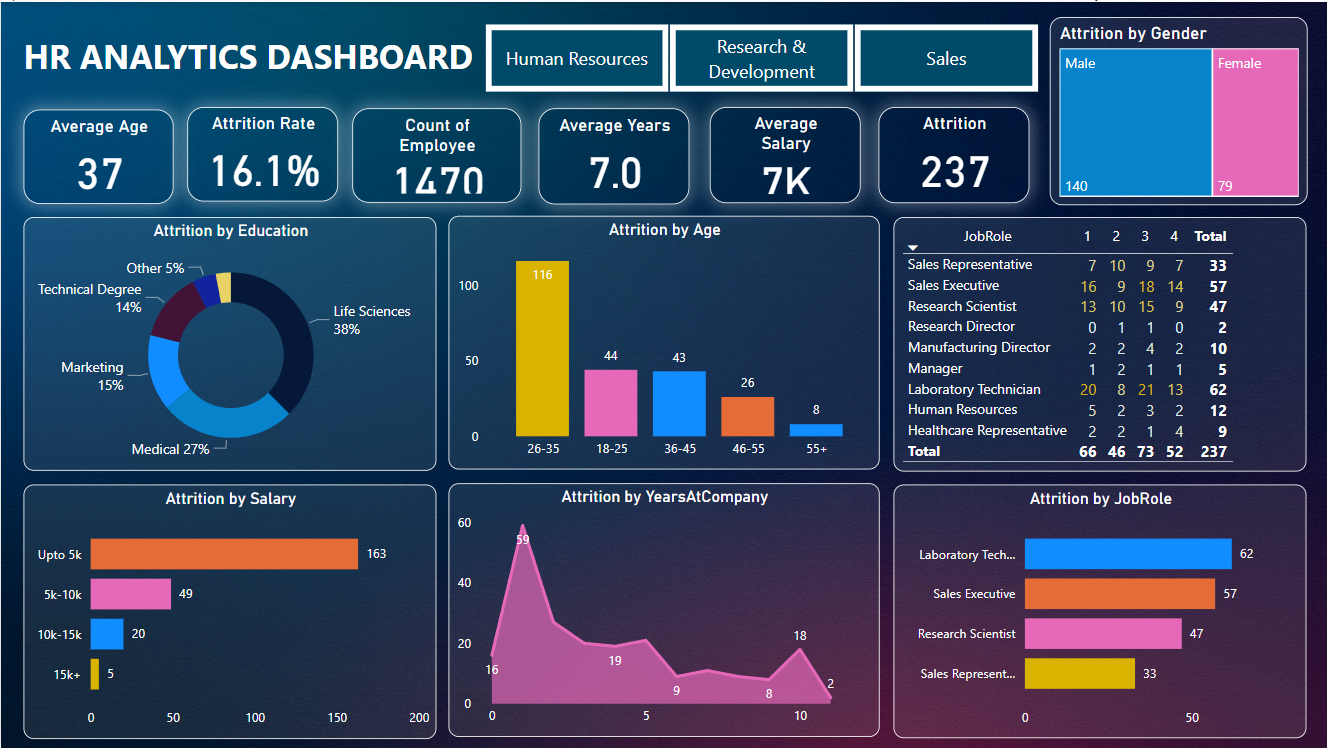 HR ANALYTICS DASHBOARD
Human Resources
Research &
Development
Sales
Attrition by Gender
Male
Female
140
79
Average Age
37
Attrition Rate
16.1%
Count of
Employee
1470
Average Years
7.0
Average
Salary
7K
Attrition
237
Attrition by Education
Other 5%
Technical Degree
14%
Life Sciences
38%
Marketing
15%
Medical 27%
Attrition by Age
100
50
0
116
44
43
26
8
26-35 18-25 36-45 46-55 55+
JobRole 1 2 3 4 Total
Sales Representative 7 10 9 7 33
Sales Executive 16 9 18 14 57
Research Scientist 13 10 15 9 47
Research Director 0 1 1 0 2
Manufacturing Director 2 2 4 2 10
Manager 1 2 1 1 5
Laboratory Technician 20 8 21 13 62
Human Resources 5 2 3 2 12
Healthcare Representative 2 2 1 4 9
Total 66 46 73 52 237
Attrition by Salary
Upto 5k 163
5k-10k 49
10k-15k 20
15k+ 5
0 50 100 150 200
Attrition by YearsAtCompany
60
40
20
0
16
59
19
9
8
18
2
0 5 10
Attrition by JobRole
Laboratory Tech... 62
Sales Executive 57
Research Scientist 47
Sales Represent... 33
0 50